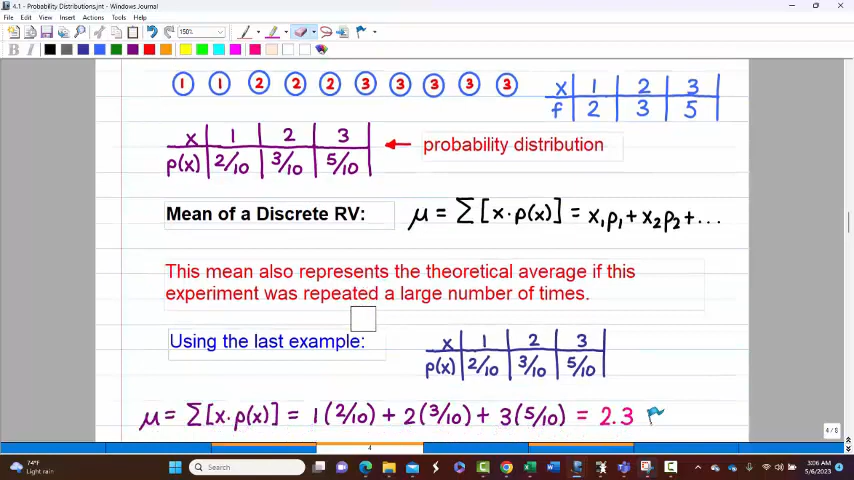 4.1 - Probability Distributions.jnt - Windows Journal
File Edit View Insert Actions Tools Help
150%
B I
1 1 2 2 2 3 3 3 3 3
x 1 2 3
f 2 3 5
x 1 2 3
p(x) 2/10 3/10 5/10
probability distribution
Mean of a Discrete RV: μ = Σ[x·p(x)] = x₁p₁ + x₂p₂ + ...
This mean also represents the theoretical average if this
experiment was repeated a large number of times.
Using the last example:
x 1 2 3
p(x) 2/10 3/10 5/10
μ = Σ[x·p(x)] = 1(2/10) + 2(3/10) + 3(5/10) = 2.3
4
4/8
74°F
Light rain
Search
3:06 AM
5/6/2023